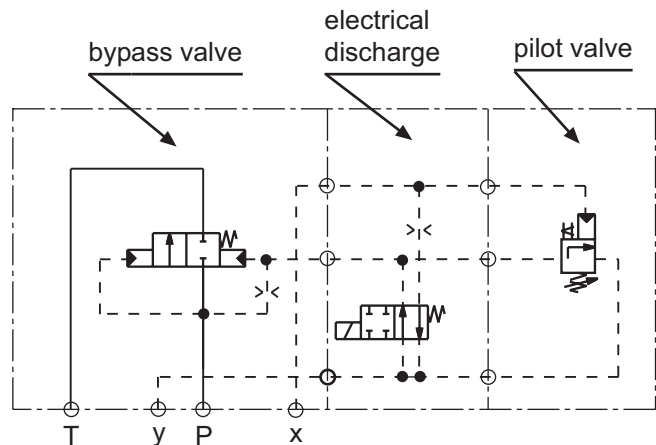 bypass valve
electrical
discharge
pilot valve
T
y
P
x